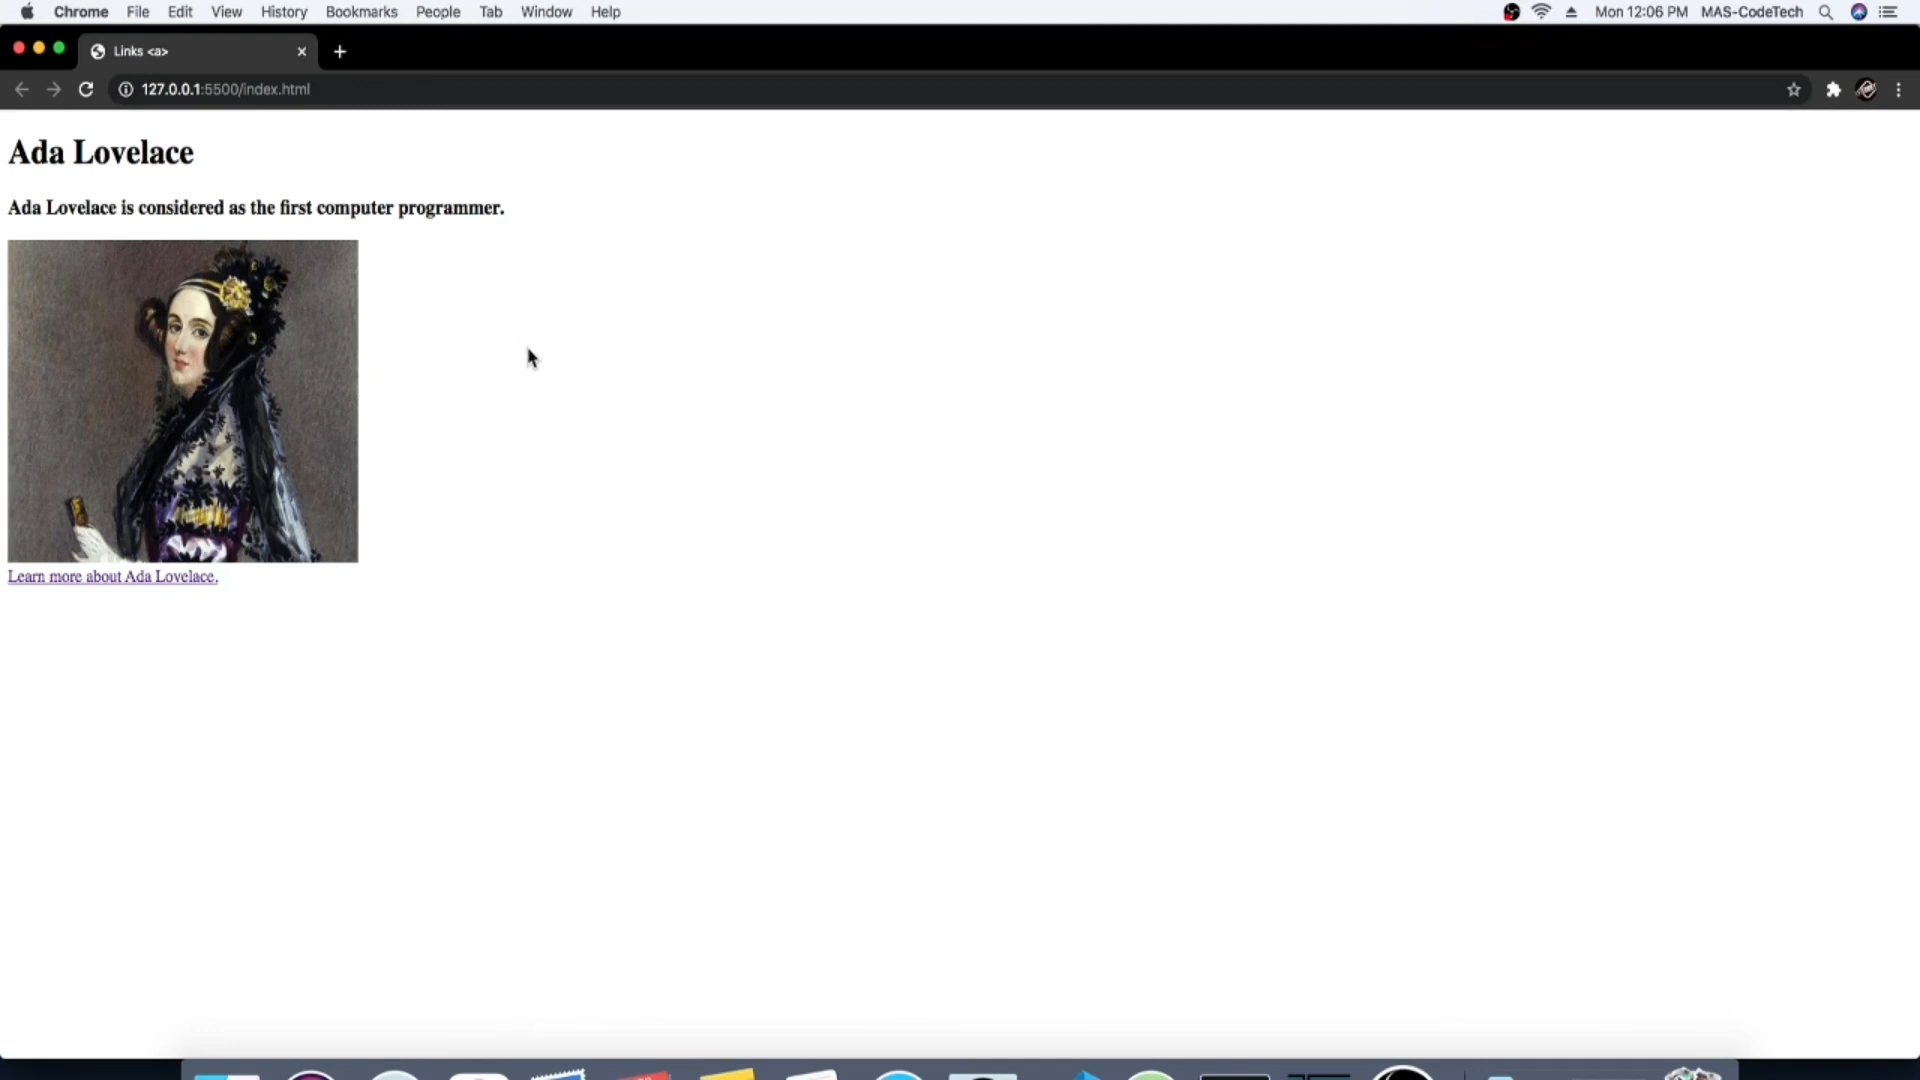 Chrome File Edit View History Bookmarks People Tab Window Help Mon 12:06 PM MAS-CodeTech
Links <a>
127.0.0.1:5500/index.html
Ada Lovelace
Ada Lovelace is considered as the first computer programmer.
Learn more about Ada Lovelace.